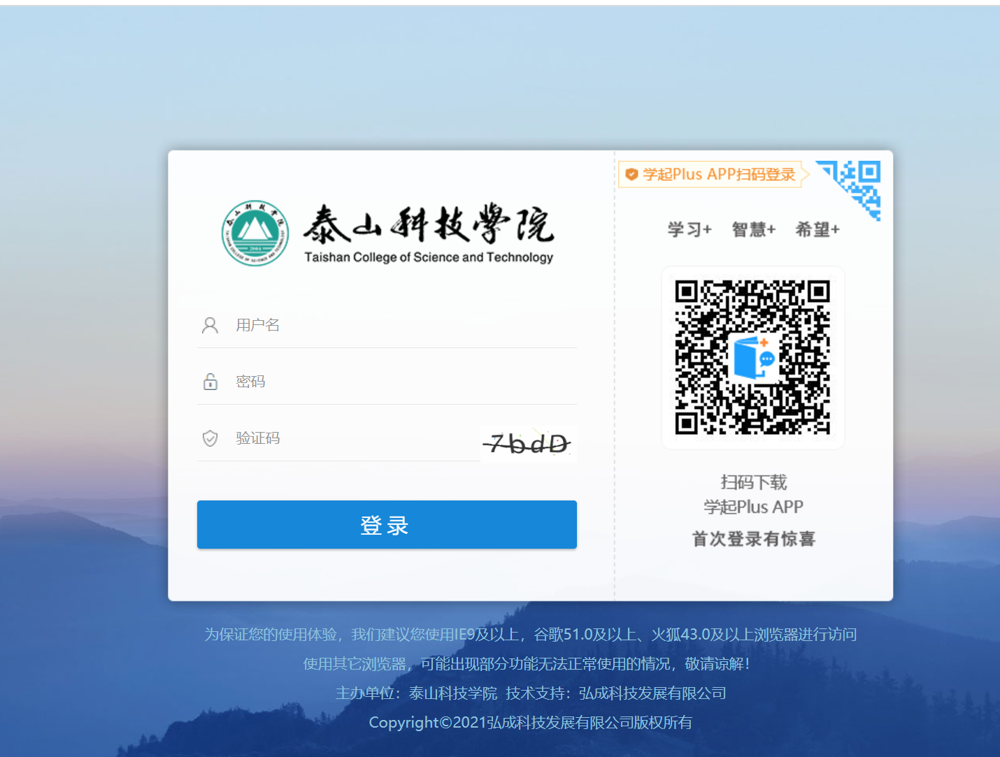 泰山科技學院
Taishan College of Science and Technology
用户名
密码
验证码
7bdD
登录
学起Plus APP扫码登录
学习+ 智慧+ 希望+
扫码下载
学起Plus APP
首次登录有惊喜
为保证您的使用体验，我们建议您使用IE9及以上，谷歌51.0及以上、火狐43.0及以上浏览器进行访问
使用其它浏览器，可能出现部分功能无法正常使用的情况，敬请谅解！
主办单位：泰山科技学院 技术支持：弘成科技发展有限公司
Copyright©2021弘成科技发展有限公司版权所有